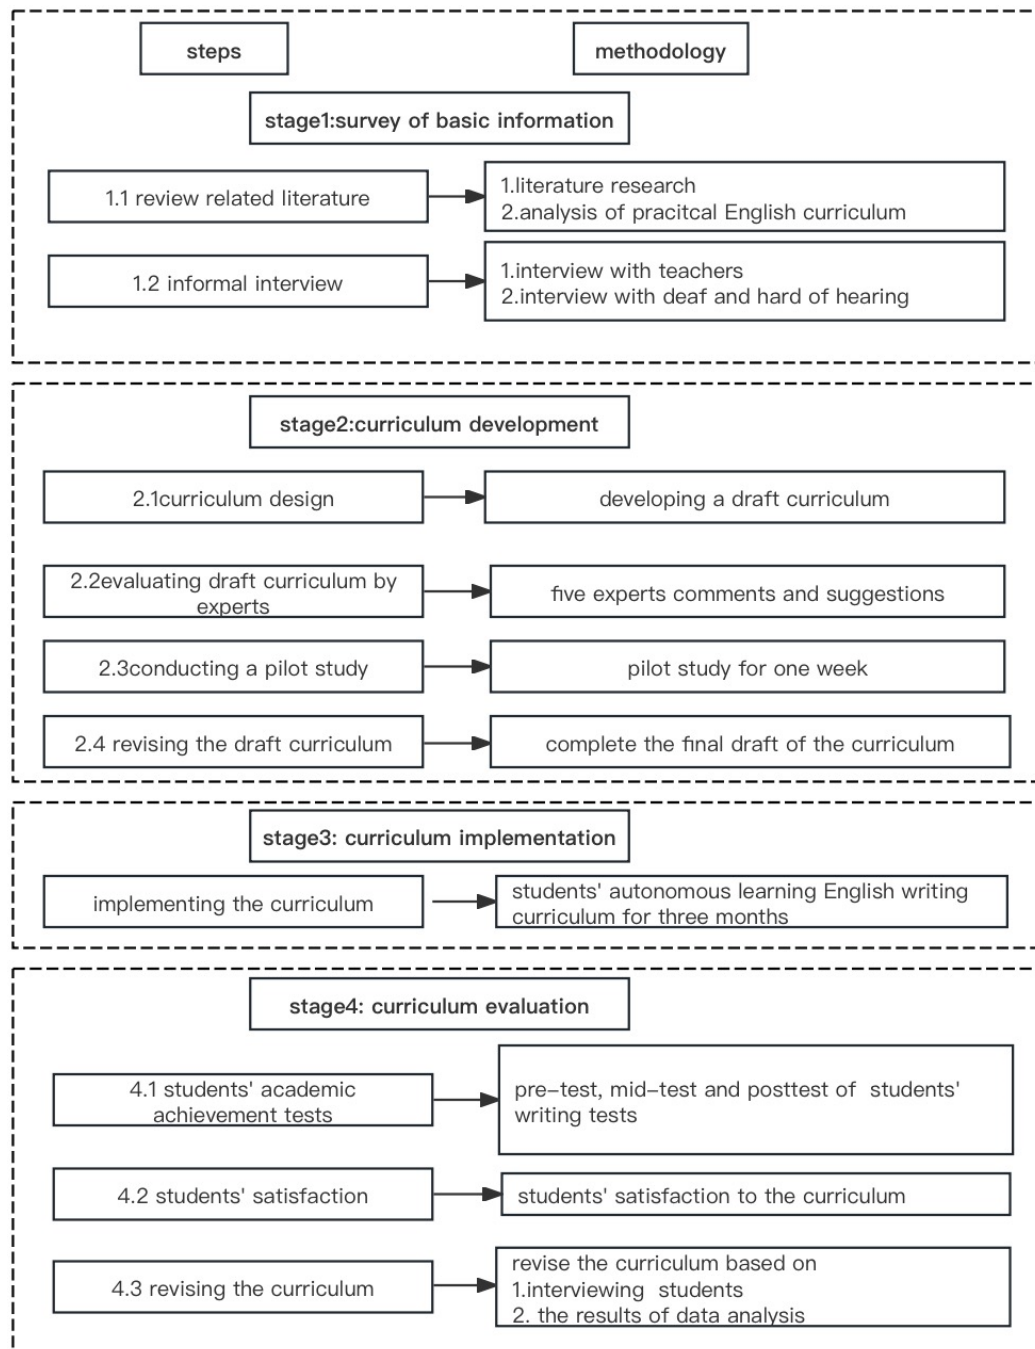 steps
methodology
stage1:survey of basic information
1.1 review related literature
1.literature research
2.analysis of pracitcal English curriculum
1.2 informal interview
1.interview with teachers
2.interview with deaf and hard of hearing
stage2:curriculum development
2.1curriculum design
developing a draft curriculum
2.2evaluating draft curriculum by
experts
five experts comments and suggestions
2.3conducting a pilot study
pilot study for one week
2.4 revising the draft curriculum
complete the final draft of the curriculum
stage3: curriculum implementation
implementing the curriculum
students' autonomous learning English writing
curriculum for three months
stage4: curriculum evaluation
4.1 students' academic
achievement tests
pre-test, mid-test and posttest of  students'
writing tests
4.2 students' satisfaction
students' satisfaction to the curriculum
4.3 revising the curriculum
revise the curriculum based on
1.interviewing  students
2. the results of data analysis